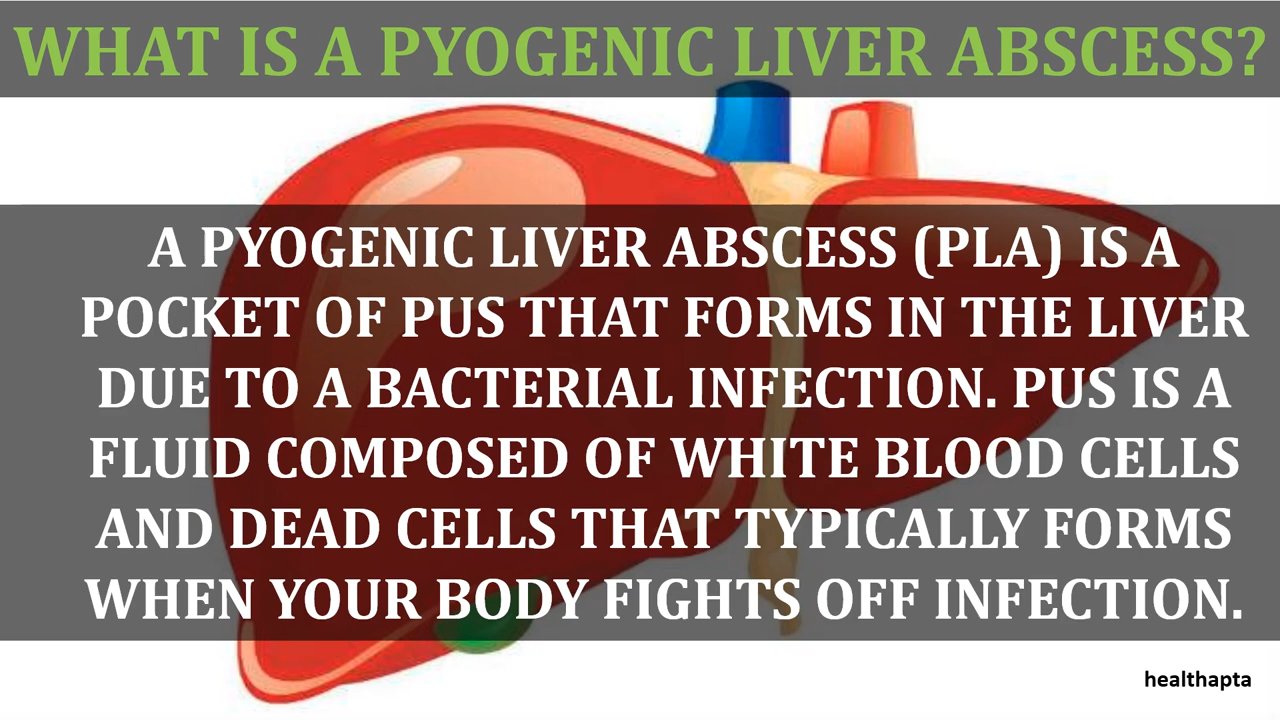 WHAT IS A PYOGENIC LIVER ABSCESS?
A PYOGENIC LIVER ABSCESS (PLA) IS A
POCKET OF PUS THAT FORMS IN THE LIVER
DUE TO A BACTERIAL INFECTION. PUS IS A
FLUID COMPOSED OF WHITE BLOOD CELLS
AND DEAD CELLS THAT TYPICALLY FORMS
WHEN YOUR BODY FIGHTS OFF INFECTION.
healthapta